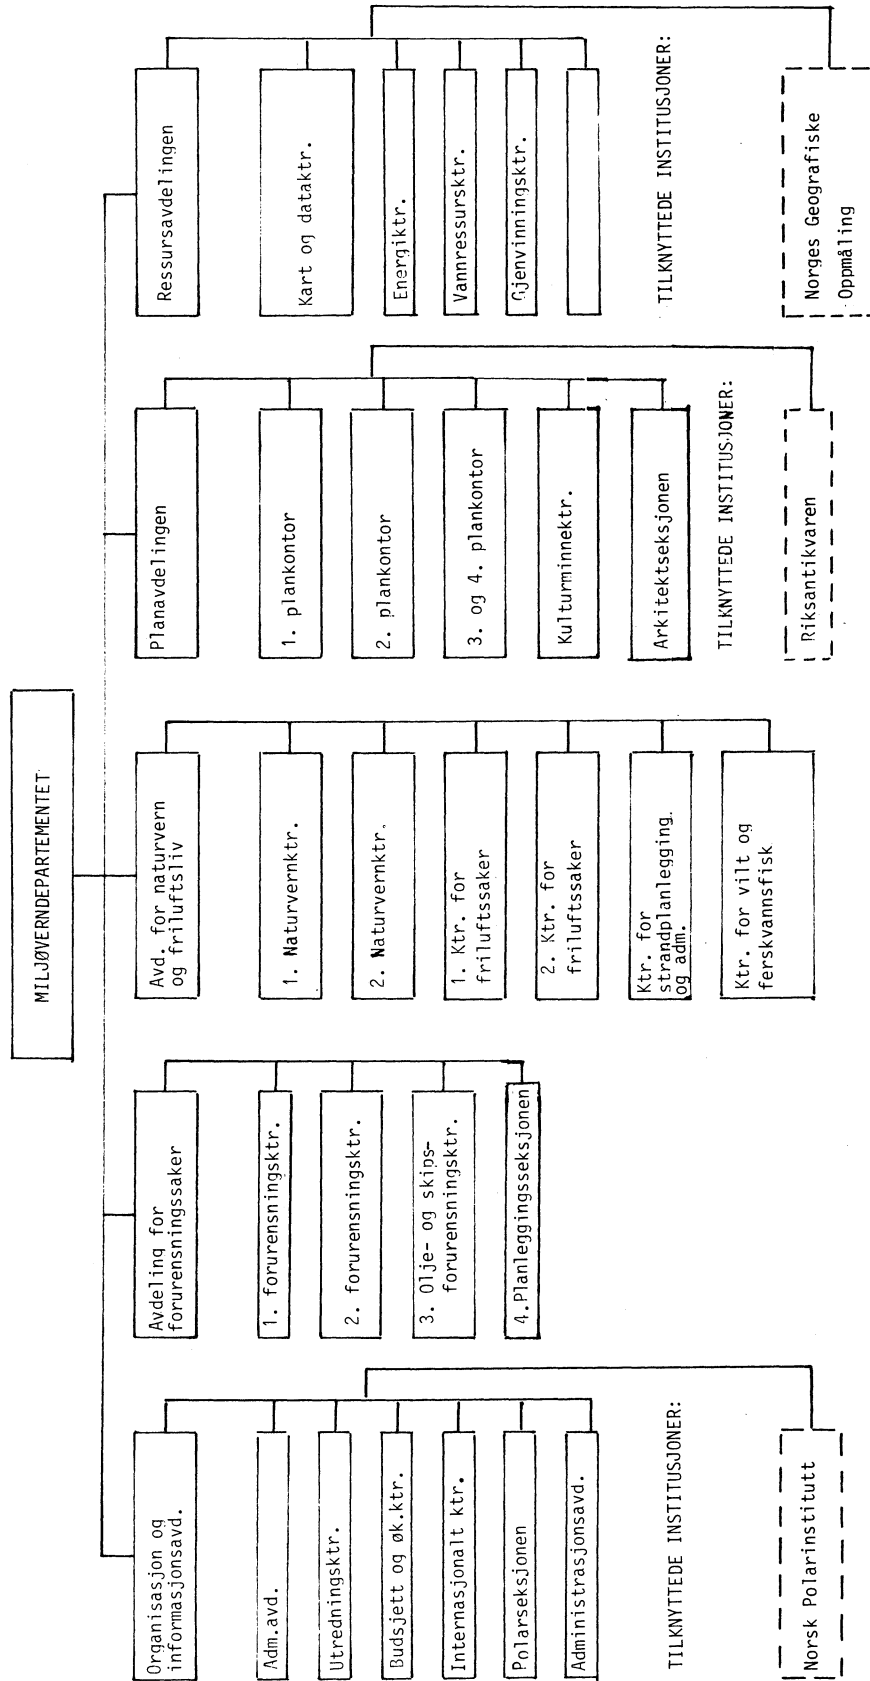 MILJØVERNDEPARTEMENTET
Organisasjon og
informasjonsavd.
Adm.avd.
Utredningsktr.
Budsjett og øk.ktr.
Internasjonalt ktr.
Polarseksjonen
Administrasjonsavd.
TILKNYTTEDE INSTITUSJONER:
Norsk Polarinstitutt
Avdeling for
forurensningssaker
1. forurensningsktr.
2. forurensningsktr.
3. Olje- og skips-
forurensningsktr.
4.Planleggingsseksjonen
Avd. for naturvern
og friluftsliv
1. Naturvernktr.
2. Naturvernktr.
1. Ktr. for
friluftssaker
2. Ktr. for
friluftssaker
Ktr. for
strandplanlegging
og adm.
Ktr. for vilt og
ferskvannsfisk
Planavdelingen
1. plankontor
2. plankontor
3. og 4. plankontor
Kulturminnektr.
Arkitektseksjonen
TILKNYTTEDE INSTITUSJONER:
Riksantikvaren
Ressursavdelingen
Kart og dataktr.
Energiktr.
Vannressursktr.
Gjenvinningsktr.
TILKNYTTEDE INSTITUSJONER:
Norges Geografiske
Oppmåling